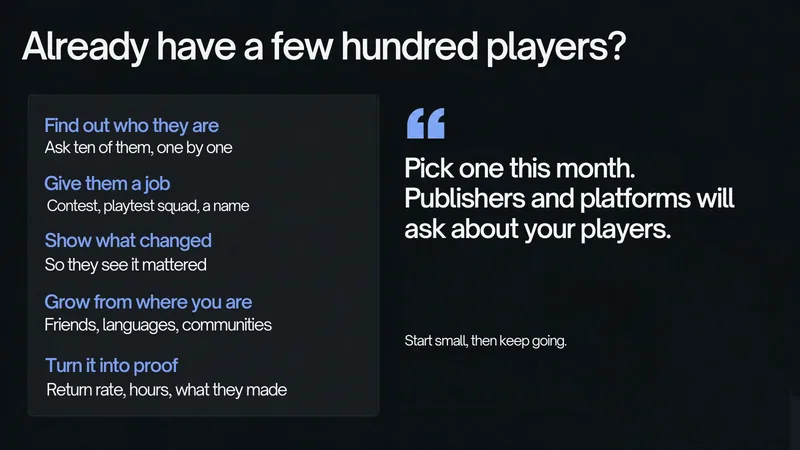 Already have a few hundred players?
Find out who they are
Ask ten of them, one by one
Give them a job
Contest, playtest squad, a name
Show what changed
So they see it mattered
Grow from where you are
Friends, languages, communities
Turn it into proof
Return rate, hours, what they made
“
Pick one this month.
Publishers and platforms will
ask about your players.
Start small, then keep going.